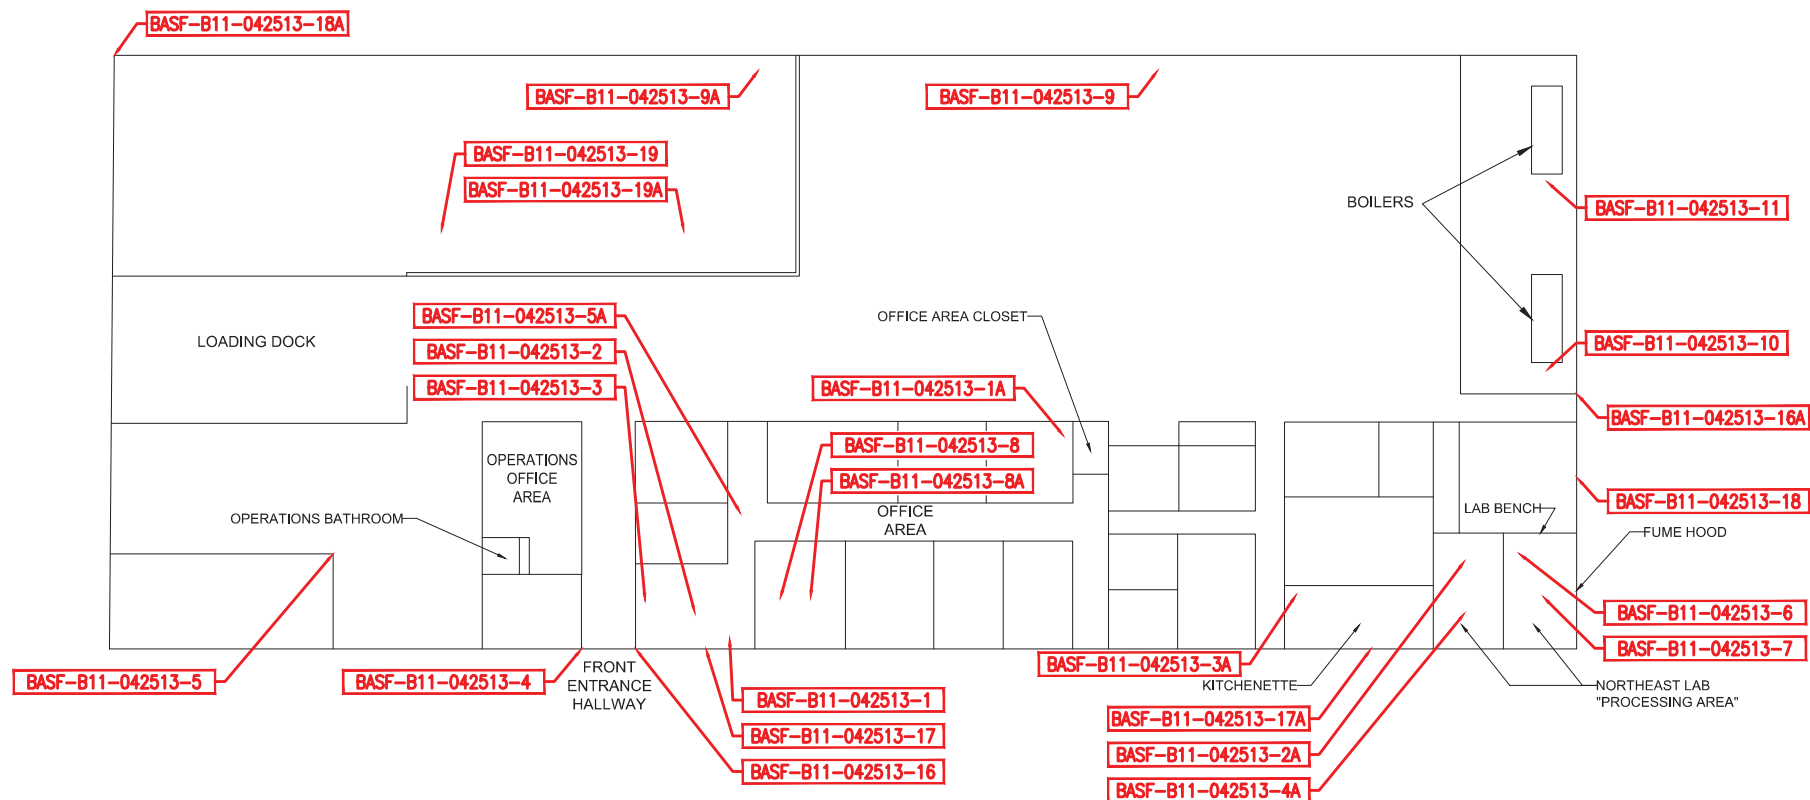 BASF-B11-042513-18A
BASF-B11-042513-9A
BASF-B11-042513-9
BASF-B11-042513-19
BASF-B11-042513-19A
BOILERS
BASF-B11-042513-11
LOADING DOCK
BASF-B11-042513-5A
BASF-B11-042513-2
BASF-B11-042513-3
OFFICE AREA CLOSET
BASF-B11-042513-1A
BASF-B11-042513-10
BASF-B11-042513-16A
BASF-B11-042513-8
BASF-B11-042513-8A
OPERATIONS
OFFICE
AREA
OPERATIONS BATHROOM
OFFICE
AREA
BASF-B11-042513-18
LAB BENCH
FUME HOOD
BASF-B11-042513-6
BASF-B11-042513-7
BASF-B11-042513-5
BASF-B11-042513-4
FRONT
ENTRANCE
HALLWAY
BASF-B11-042513-1
BASF-B11-042513-17
BASF-B11-042513-16
BASF-B11-042513-3A
KITCHENETTE
NORTHEAST LAB
"PROCESSING AREA"
BASF-B11-042513-17A
BASF-B11-042513-2A
BASF-B11-042513-4A